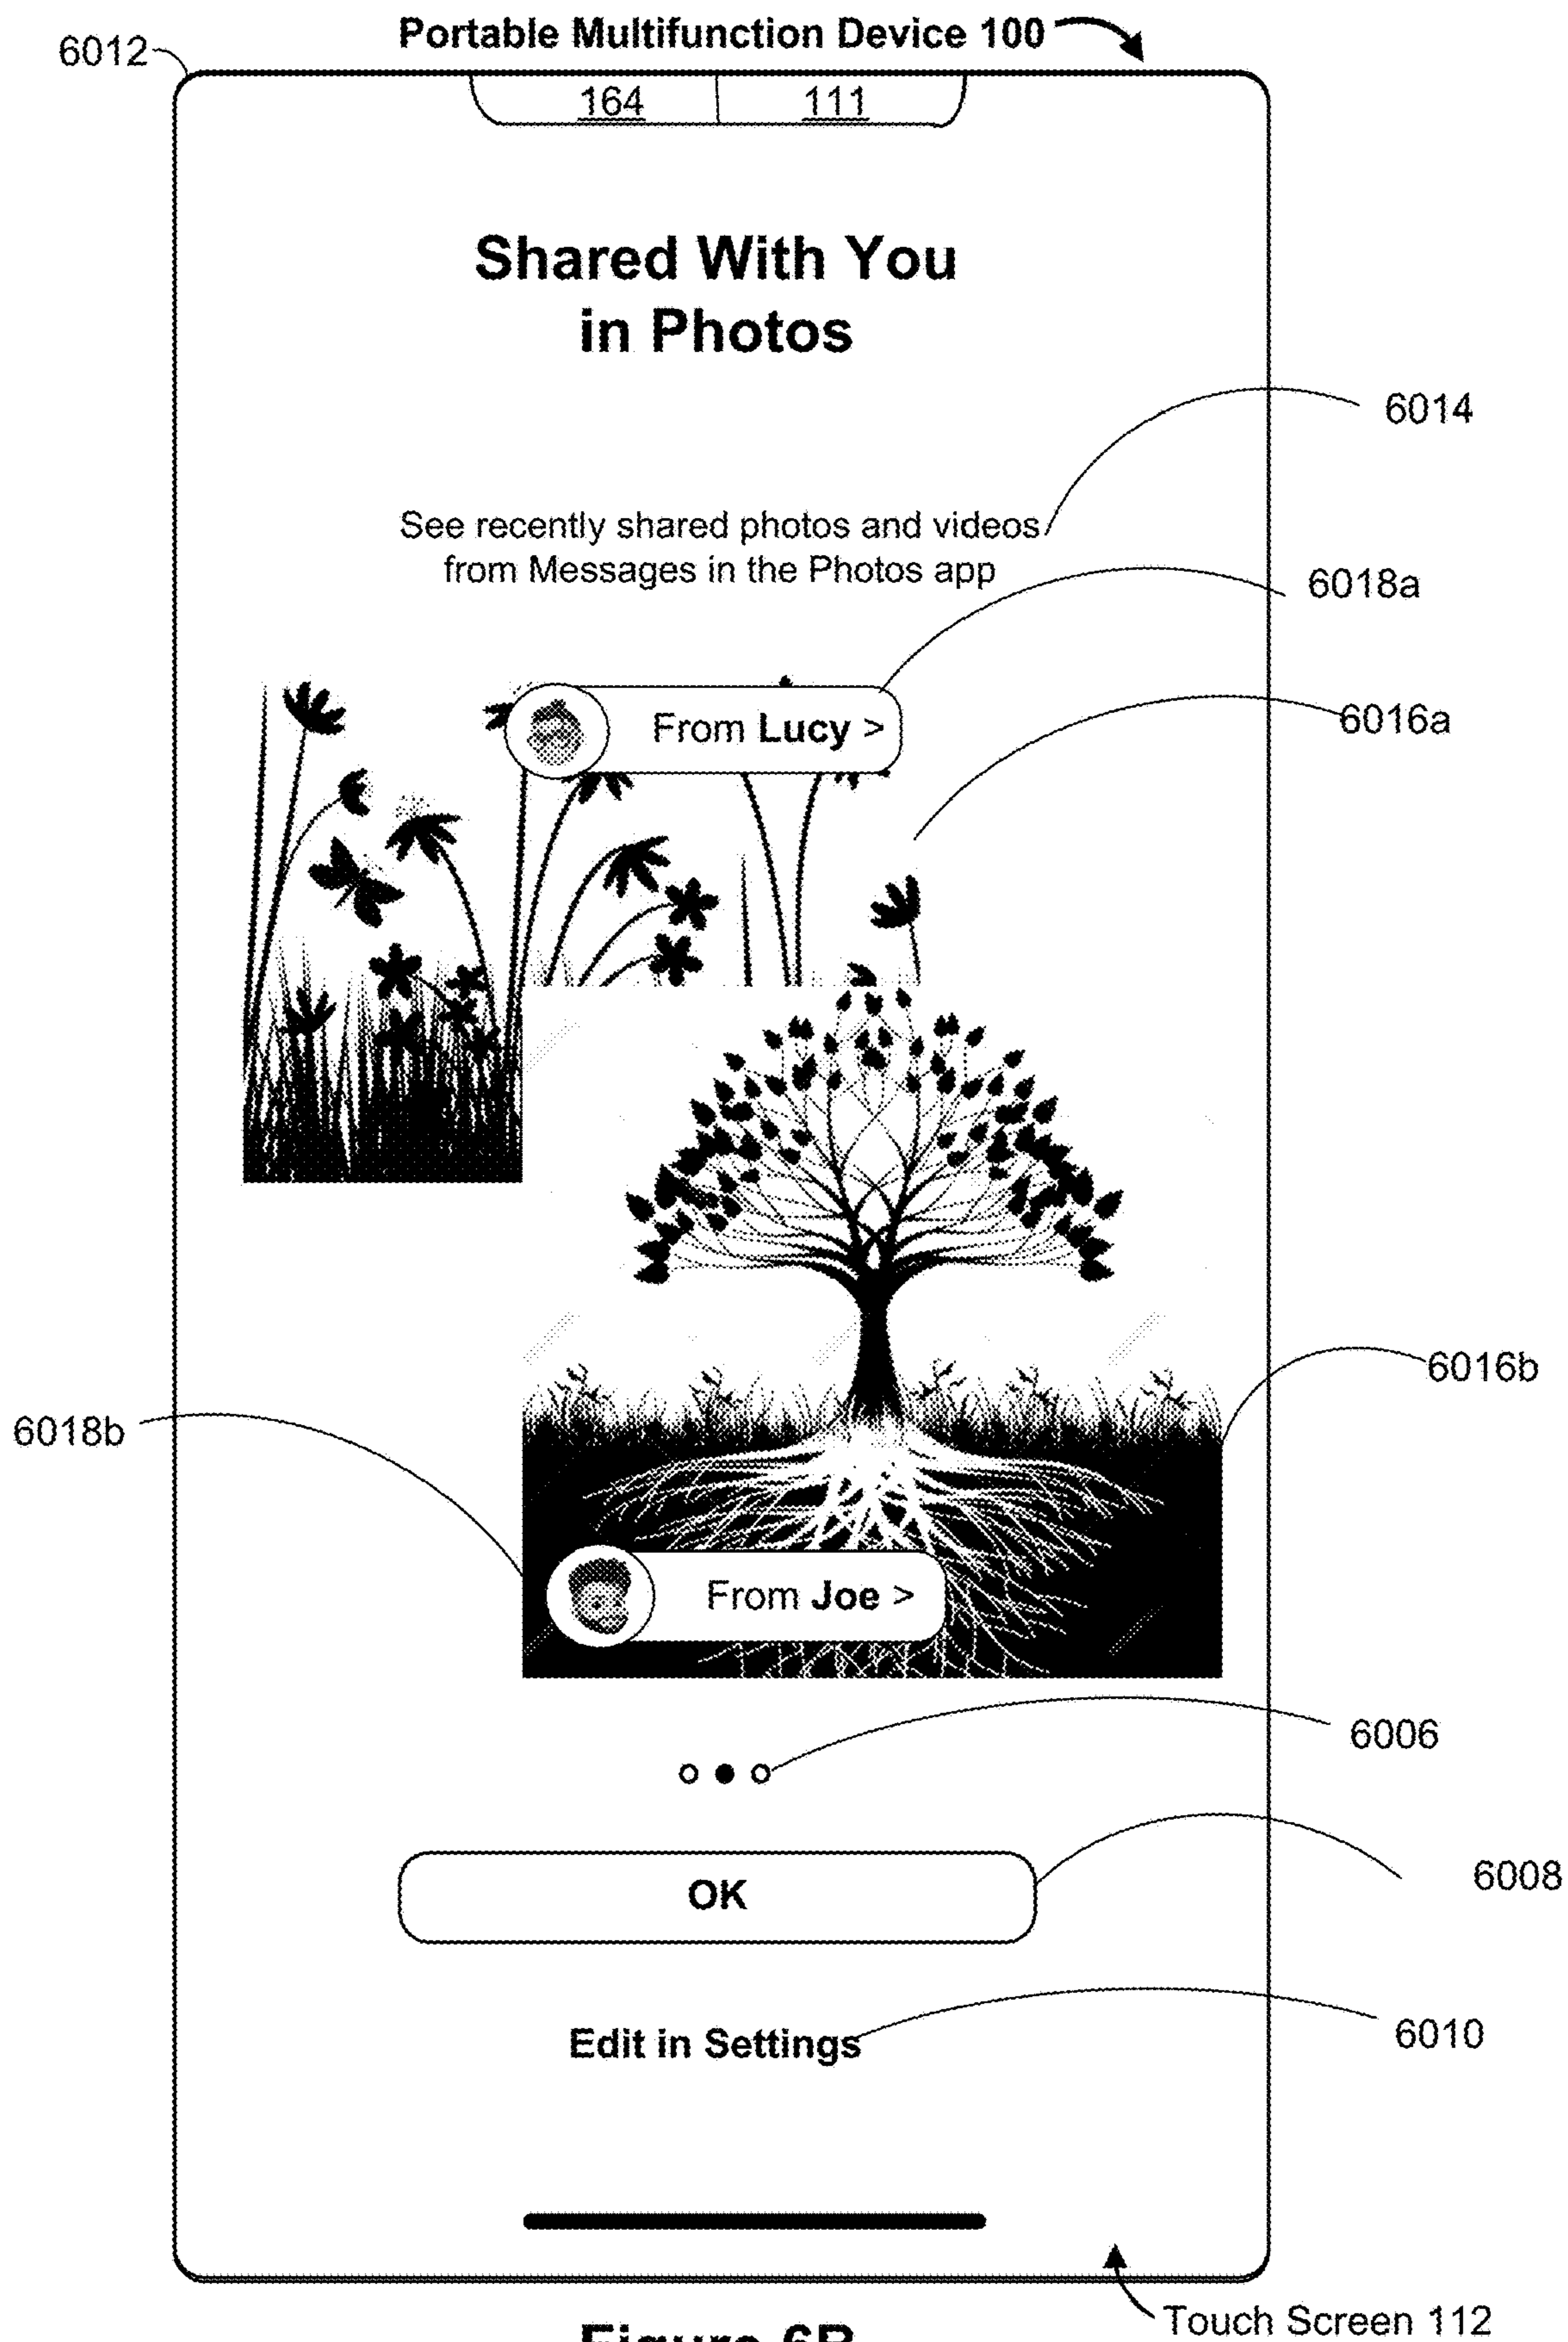 Portable Multifunction Device 100
6012
164 111
Shared With You
in Photos
6014
See recently shared photos and videos
from Messages in the Photos app
6018a
From Lucy >
6016a
6016b
6018b
From Joe >
6006
OK
6008
Edit in Settings
6010
Touch Screen 112